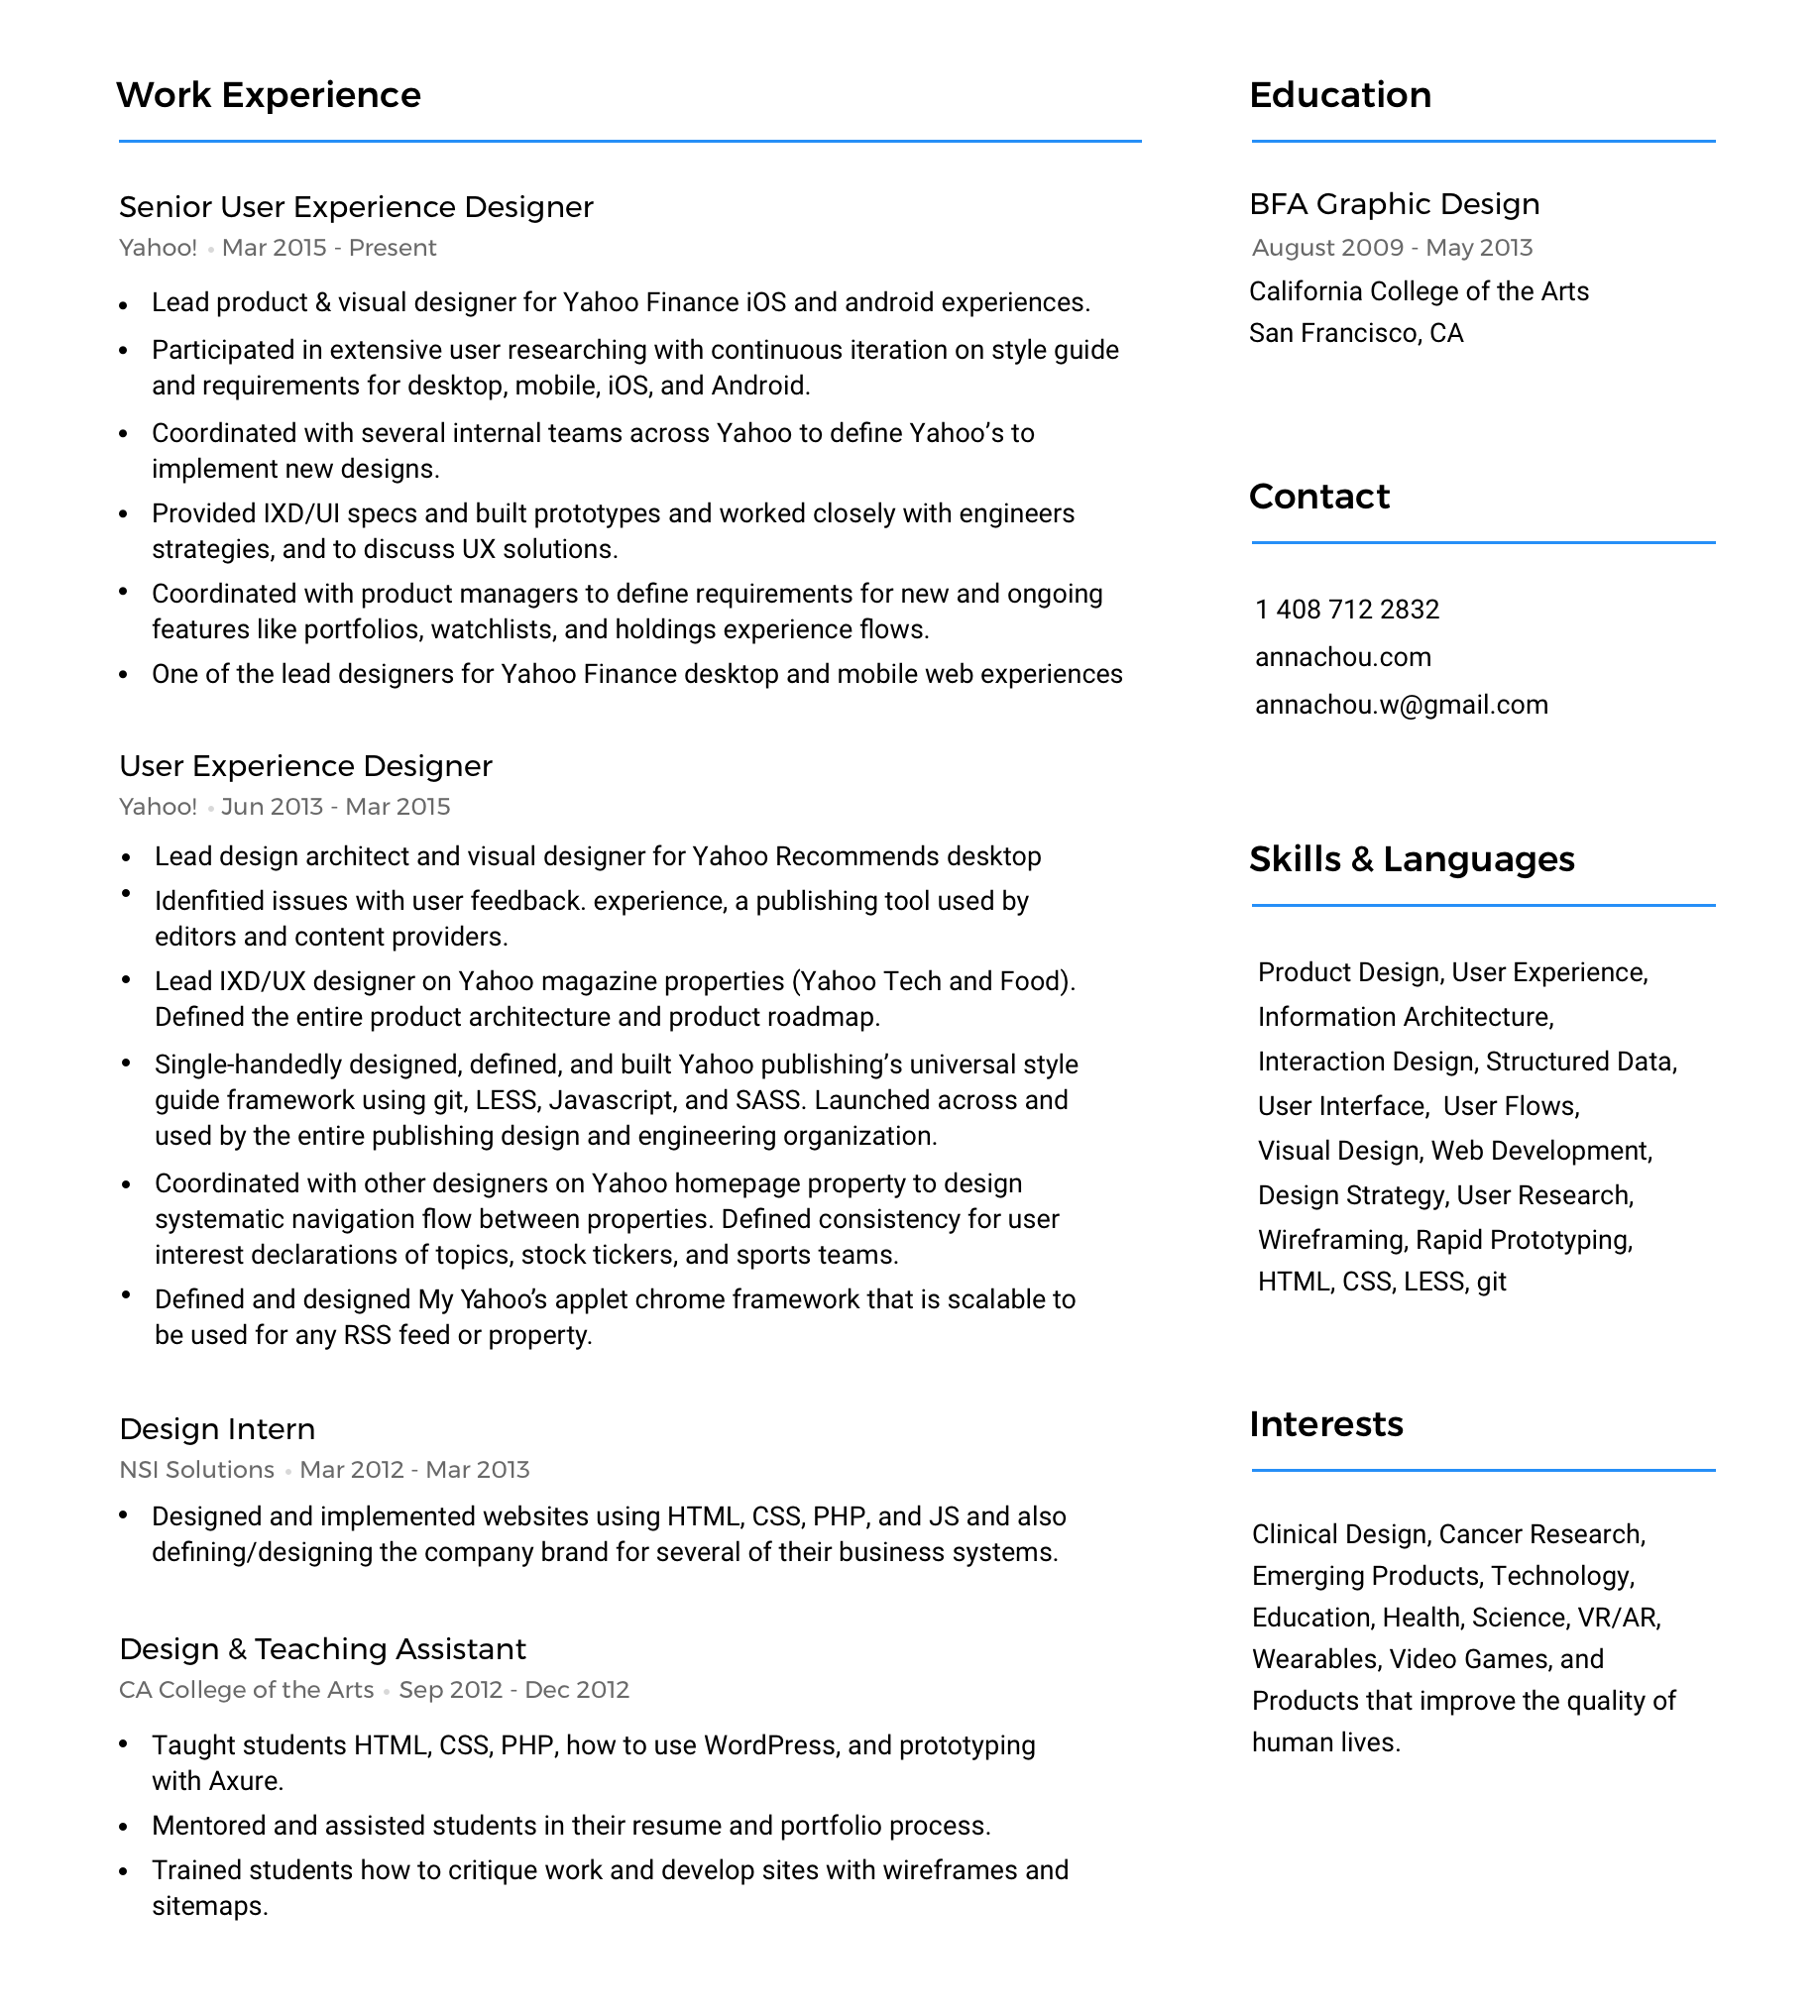 Work Experience
Senior User Experience Designer
Yahoo! • Mar 2015 - Present
• Lead product & visual designer for Yahoo Finance iOS and android experiences.
• Participated in extensive user researching with continuous iteration on style guide
and requirements for desktop, mobile, iOS, and Android.
• Coordinated with several internal teams across Yahoo to define Yahoo’s to
implement new designs.
• Provided IXD/UI specs and built prototypes and worked closely with engineers
strategies, and to discuss UX solutions.
• Coordinated with product managers to define requirements for new and ongoing
features like portfolios, watchlists, and holdings experience flows.
• One of the lead designers for Yahoo Finance desktop and mobile web experiences
User Experience Designer
Yahoo! • Jun 2013 - Mar 2015
• Lead design architect and visual designer for Yahoo Recommends desktop
• Idenfitied issues with user feedback. experience, a publishing tool used by
editors and content providers.
• Lead IXD/UX designer on Yahoo magazine properties (Yahoo Tech and Food).
Defined the entire product architecture and product roadmap.
• Single-handedly designed, defined, and built Yahoo publishing’s universal style
guide framework using git, LESS, Javascript, and SASS. Launched across and
used by the entire publishing design and engineering organization.
• Coordinated with other designers on Yahoo homepage property to design
systematic navigation flow between properties. Defined consistency for user
interest declarations of topics, stock tickers, and sports teams.
• Defined and designed My Yahoo’s applet chrome framework that is scalable to
be used for any RSS feed or property.
Design Intern
NSI Solutions • Mar 2012 - Mar 2013
• Designed and implemented websites using HTML, CSS, PHP, and JS and also
defining/designing the company brand for several of their business systems.
Design & Teaching Assistant
CA College of the Arts • Sep 2012 - Dec 2012
• Taught students HTML, CSS, PHP, how to use WordPress, and prototyping
with Axure.
• Mentored and assisted students in their resume and portfolio process.
• Trained students how to critique work and develop sites with wireframes and
sitemaps.
Education
BFA Graphic Design
August 2009 - May 2013
California College of the Arts
San Francisco, CA
Contact
1 408 712 2832
annachou.com
annachou.w@gmail.com
Skills & Languages
Product Design, User Experience,
Information Architecture,
Interaction Design, Structured Data,
User Interface,  User Flows,
Visual Design, Web Development,
Design Strategy, User Research,
Wireframing, Rapid Prototyping,
HTML, CSS, LESS, git
Interests
Clinical Design, Cancer Research,
Emerging Products, Technology,
Education, Health, Science, VR/AR,
Wearables, Video Games, and
Products that improve the quality of
human lives.